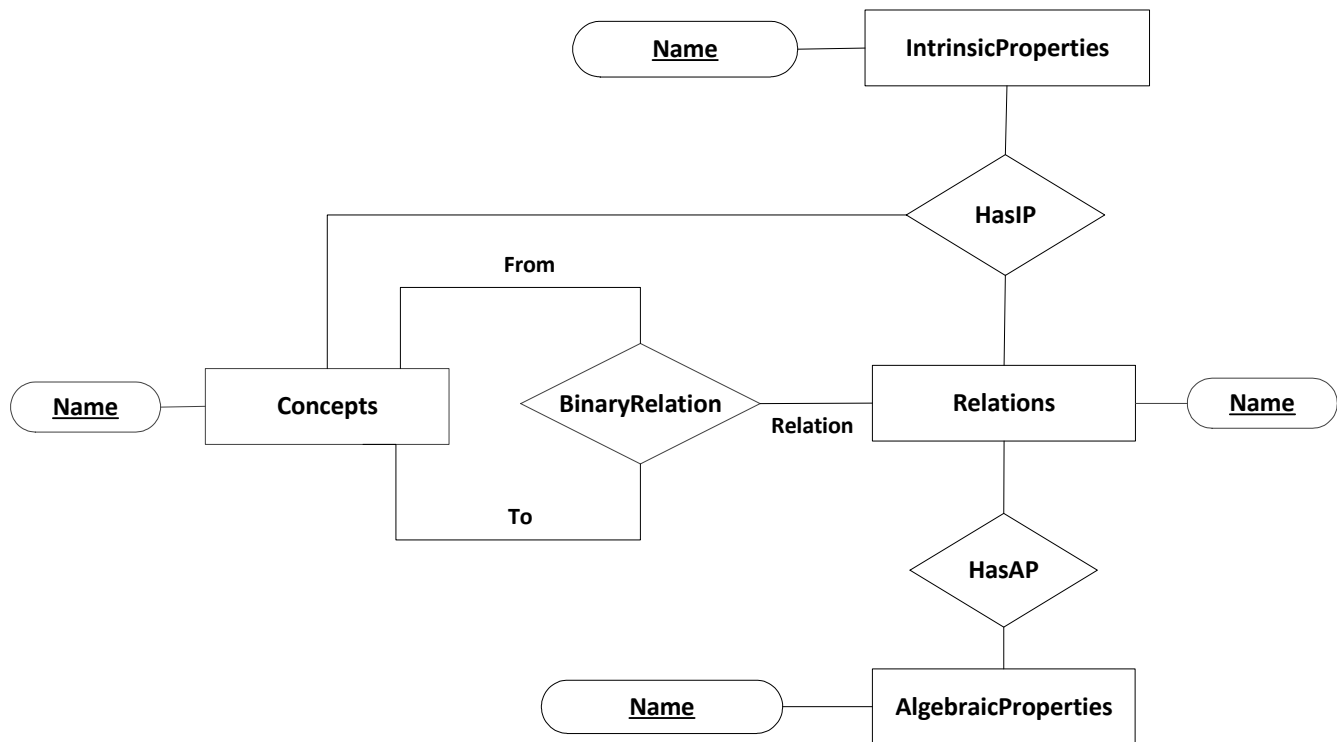 Name
IntrinsicProperties
HasIP
From
Name
Concepts
BinaryRelation
Relation
Relations
Name
To
HasAP
Name
AlgebraicProperties